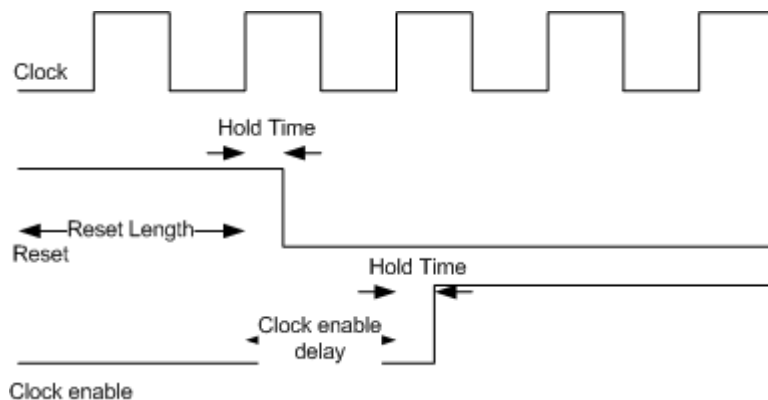 Clock
Hold Time
Reset Length
Reset
Hold Time
Clock enable
delay
Clock enable